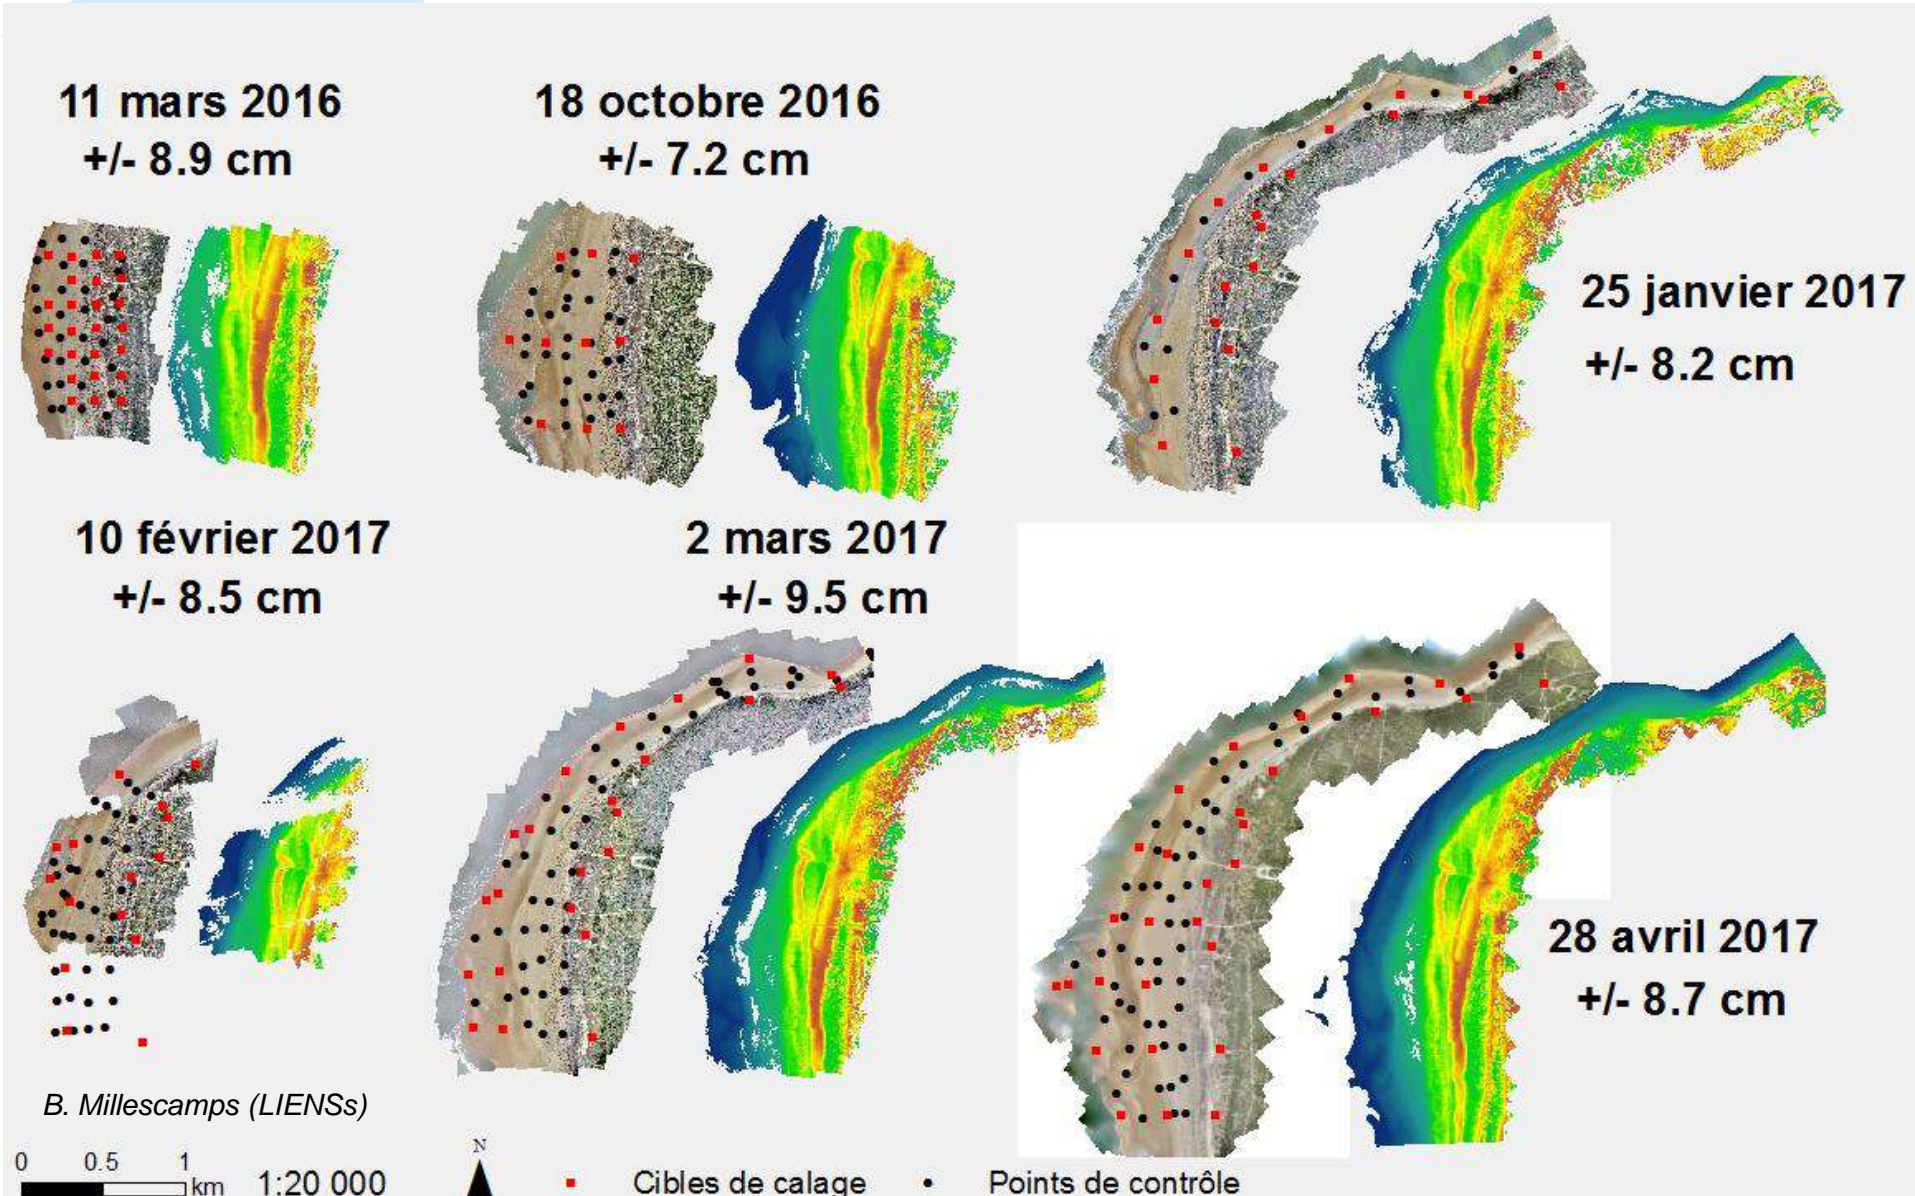 11 mars 2016
+/- 8.9 cm
18 octobre 2016
+/- 7.2 cm
25 janvier 2017
+/- 8.2 cm
10 février 2017
+/- 8.5 cm
2 mars 2017
+/- 9.5 cm
28 avril 2017
+/- 8.7 cm
B. Millescamps (LIENSs)
0 0.5 1
km
1:20 000
N
Cibles de calage
Points de contrôle